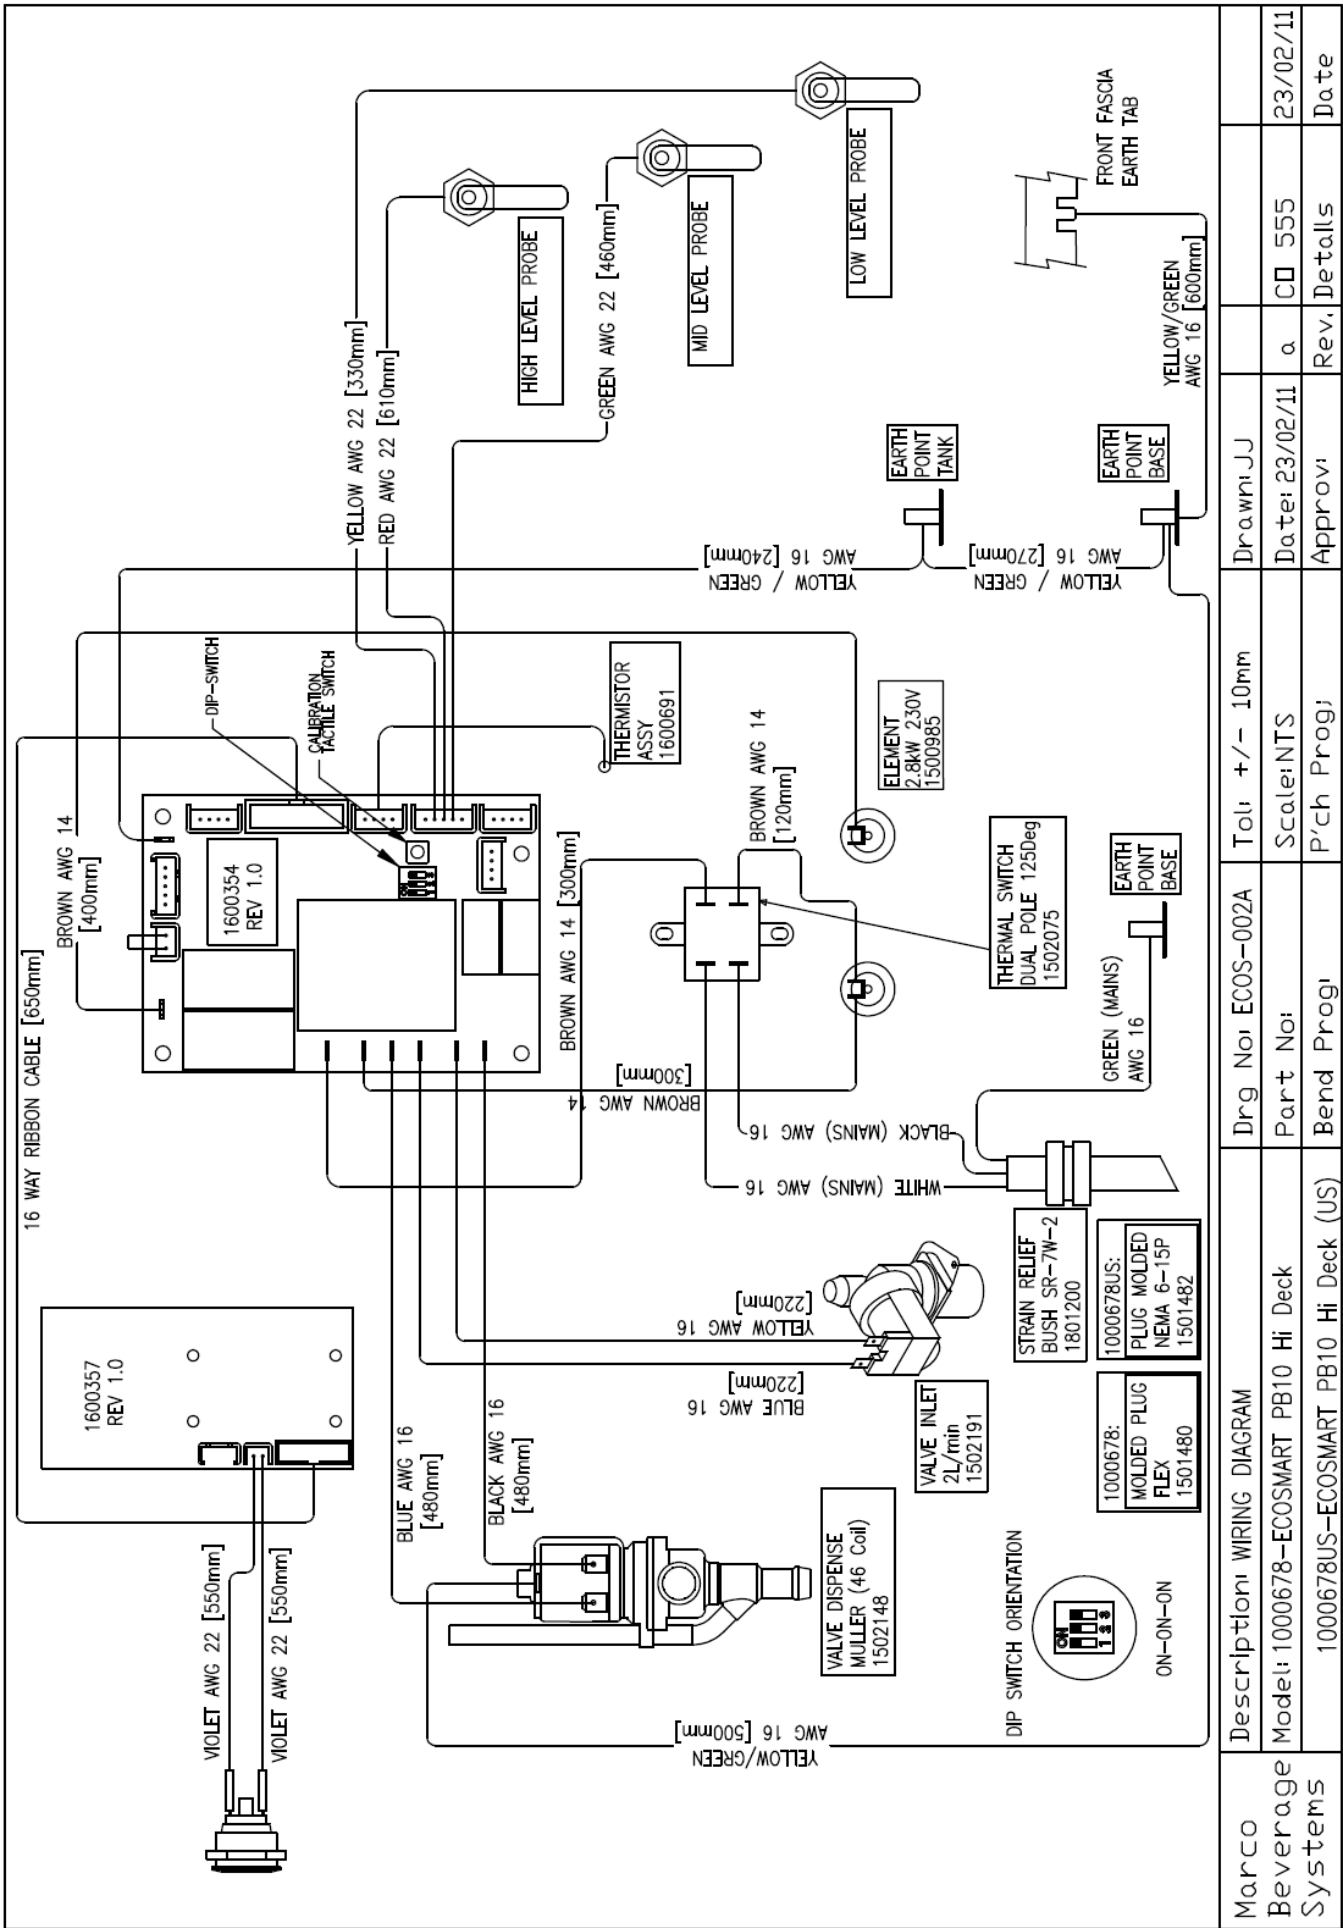 16 WAY RIBBON CABLE [650mm]
1600357
REV 1.0
VIOLET AWG 22 [550mm]
VIOLET AWG 22 [550mm]
BROWN AWG 14
[400mm]
1600354
REV 1.0
DIP-SWITCH
CALIBRATION
TACTILE SWITCH
ON
YELLOW AWG 22 [330mm]
RED AWG 22 [610mm]
HIGH LEVEL PROBE
GREEN AWG 22 [460mm]
MID LEVEL PROBE
LOW LEVEL PROBE
BLUE AWG 16
[480mm]
BLACK AWG 16
[480mm]
BROWN AWG 14 [300mm]
BROWN AWG 14
[300mm]
THERMISTOR
ASSY
1600691
YELLOW / GREEN
AWG 16 [240mm]
EARTH
POINT
TANK
FRONT FASCIA
EARTH TAB
YELLOW/GREEN
AWG 16 [500mm]
BLUE AWG 16
[220mm]
YELLOW AWG 16
[220mm]
WHITE (MAINS) AWG 16
BLACK (MAINS) AWG 16
BROWN AWG 14
[120mm]
ELEMENT
2.8kW 230V
1500985
YELLOW / GREEN
AWG 16 [270mm]
VALVE DISPENSE
MULLER (46 Coil)
1502148
VALVE INLET
2L/min
1502191
THERMAL SWITCH
DUAL POLE 125Deg
1502075
STRAIN RELIEF
BUSH SR-7W-2
1801200
GREEN (MAINS)
AWG 16
EARTH
POINT
BASE
EARTH
POINT
BASE
YELLOW/GREEN
AWG 16 [600mm]
DIP SWITCH ORIENTATION
ON
1 2 3
ON-ON-ON
1000678:
MOLDED PLUG
FLEX
1501480
1000678US:
PLUG MOLDED
NEMA 6-15P
1501482
Marco
Beverage
Systems
Description: WIRING DIAGRAM
Model: 1000678-ECOSMART PB10 Hi Deck
1000678US-ECOSMART PB10 Hi Deck (US)
Drg No: ECOS-002A
Part No:
Bend Prog:
Tol: +/- 10mm
Scale:NTS
P'ch Prog:
Drawn:JJ
Date: 23/02/11
Approv:
a
CO 555
23/02/11
Rev.
Details
Date